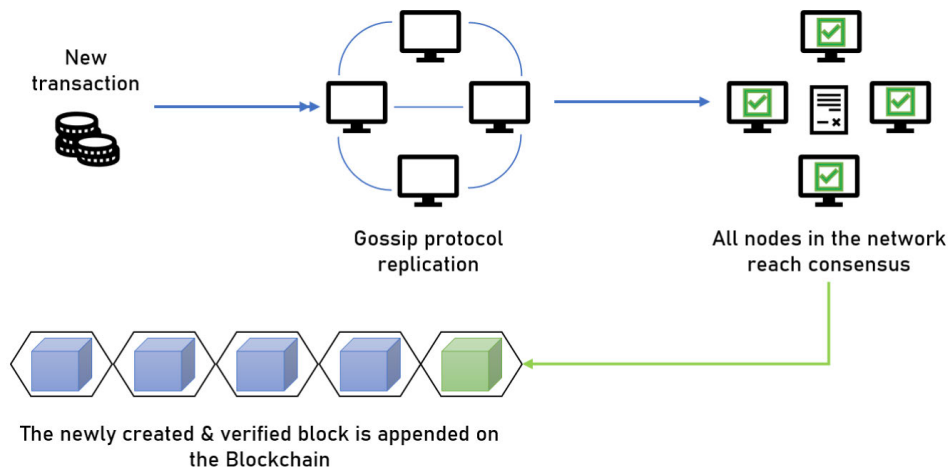 New
transaction
Gossip protocol
replication
All nodes in the network
reach consensus
The newly created & verified block is appended on
the Blockchain